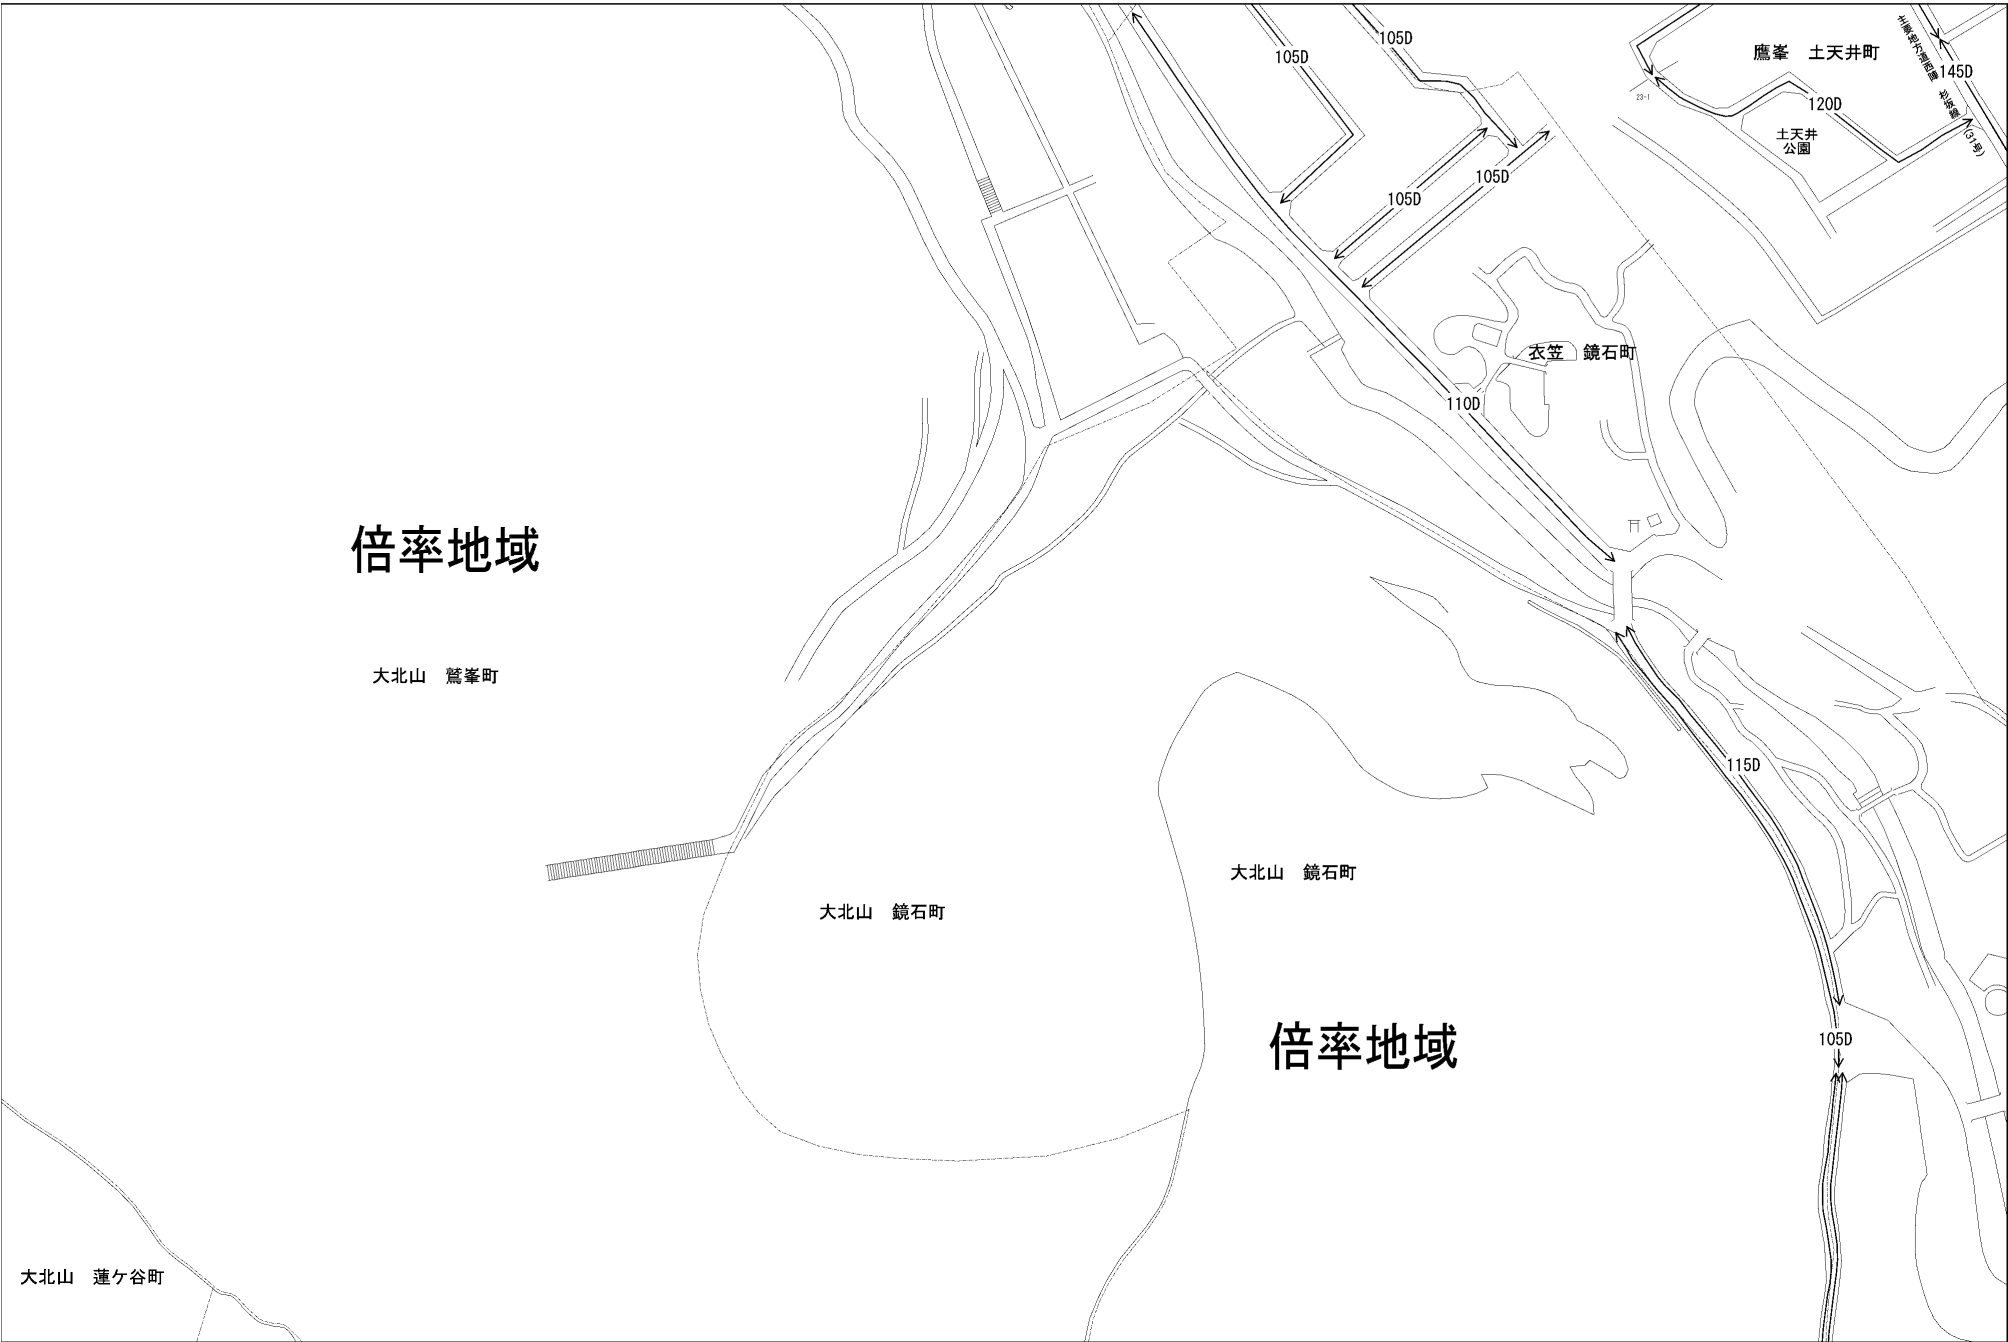 105D
105D
鷹峯　土天井町
主要地方道西陣　杉坂線　(31号)
145D
23-1
120D
土天井
公園
105D
105D
衣笠　鏡石町
110D
倍率地域
大北山　鷲峯町
115D
大北山　鏡石町
大北山　鏡石町
倍率地域
105D
大北山　蓮ケ谷町